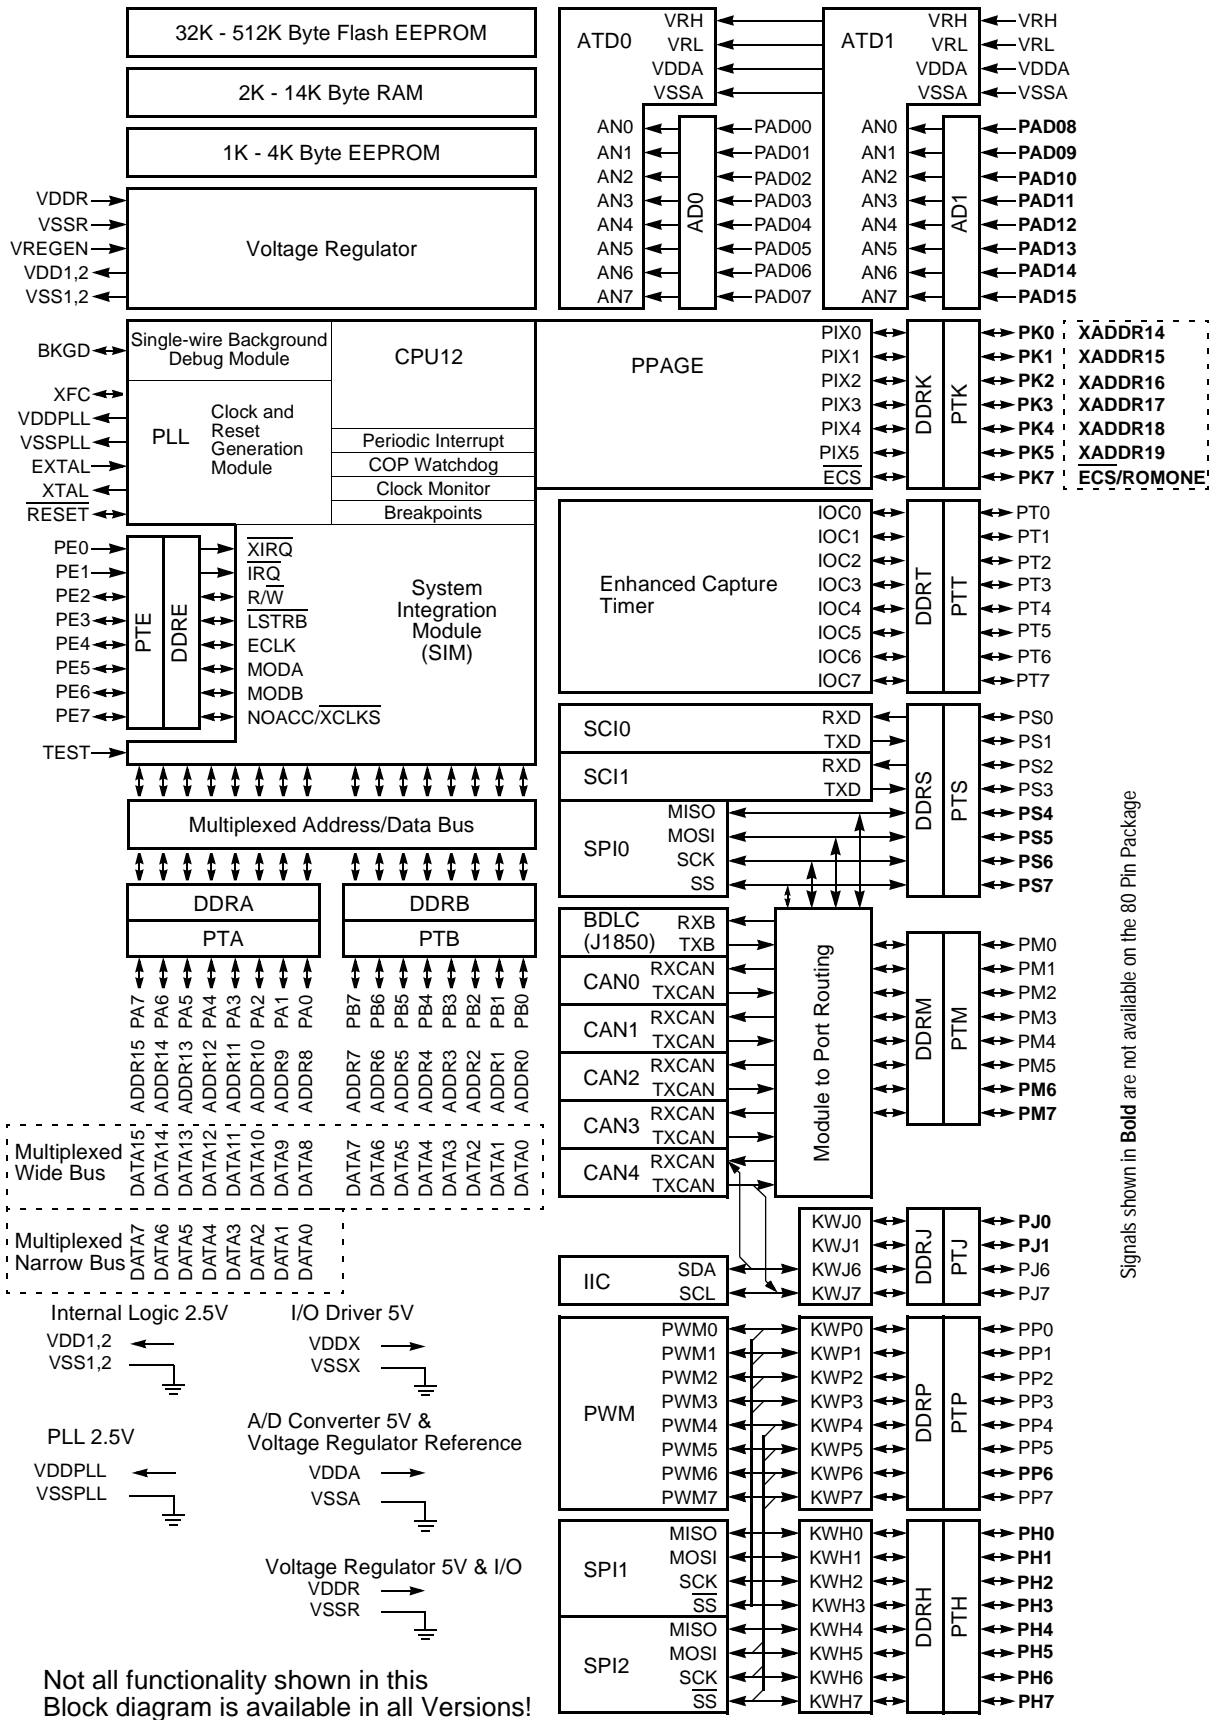 32K - 512K Byte Flash EEPROM
2K - 14K Byte RAM
1K - 4K Byte EEPROM
VDDR
VSSR
VREGEN
VDD1,2
VSS1,2
Voltage Regulator
ATD0
VRH
VRL
VDDA
VSSA
AN0
AN1
AN2
AN3
AN4
AN5
AN6
AN7
AD0
PAD00
PAD01
PAD02
PAD03
PAD04
PAD05
PAD06
PAD07
ATD1
VRH
VRL
VDDA
VSSA
VRH
VRL
VDDA
VSSA
AN0
AN1
AN2
AN3
AN4
AN5
AN6
AN7
AD1
PAD08
PAD09
PAD10
PAD11
PAD12
PAD13
PAD14
PAD15
BKGD
XFC
VDDPLL
VSSPLL
EXTAL
XTAL
RESET
Single-wire Background
Debug Module
CPU12
PLL
Clock and
Reset
Generation
Module
Periodic Interrupt
COP Watchdog
Clock Monitor
Breakpoints
PPAGE
PIX0
PIX1
PIX2
PIX3
PIX4
PIX5
ECS
DDRK
PTK
PK0
PK1
PK2
PK3
PK4
PK5
PK7
XADDR14
XADDR15
XADDR16
XADDR17
XADDR18
XADDR19
ECS/ROMONE
PE0
PE1
PE2
PE3
PE4
PE5
PE6
PE7
TEST
PTE
DDRE
XIRQ
IRQ
R/W
LSTRB
ECLK
MODA
MODB
NOACC/XCLKS
System
Integration
Module
(SIM)
Enhanced Capture
Timer
IOC0
IOC1
IOC2
IOC3
IOC4
IOC5
IOC6
IOC7
DDRT
PTT
PT0
PT1
PT2
PT3
PT4
PT5
PT6
PT7
SCI0
RXD
TXD
SCI1
RXD
TXD
SPI0
MISO
MOSI
SCK
SS
DDRS
PTS
PS0
PS1
PS2
PS3
PS4
PS5
PS6
PS7
Multiplexed Address/Data Bus
DDRA
PTA
DDRB
PTB
PA7
PA6
PA5
PA4
PA3
PA2
PA1
PA0
PB7
PB6
PB5
PB4
PB3
PB2
PB1
PB0
ADDR15
ADDR14
ADDR13
ADDR12
ADDR11
ADDR10
ADDR9
ADDR8
ADDR7
ADDR6
ADDR5
ADDR4
ADDR3
ADDR2
ADDR1
ADDR0
Multiplexed
Wide Bus
DATA15
DATA14
DATA13
DATA12
DATA11
DATA10
DATA9
DATA8
DATA7
DATA6
DATA5
DATA4
DATA3
DATA2
DATA1
DATA0
Multiplexed
Narrow Bus
DATA7
DATA6
DATA5
DATA4
DATA3
DATA2
DATA1
DATA0
BDLC
(J1850)
RXB
TXB
CAN0
RXCAN
TXCAN
CAN1
RXCAN
TXCAN
CAN2
RXCAN
TXCAN
CAN3
RXCAN
TXCAN
CAN4
RXCAN
TXCAN
Module to Port Routing
DDRM
PTM
PM0
PM1
PM2
PM3
PM4
PM5
PM6
PM7
IIC
SDA
SCL
KWJ0
KWJ1
KWJ6
KWJ7
DDRJ
PTJ
PJ0
PJ1
PJ6
PJ7
PWM
PWM0
PWM1
PWM2
PWM3
PWM4
PWM5
PWM6
PWM7
KWP0
KWP1
KWP2
KWP3
KWP4
KWP5
KWP6
KWP7
DDRP
PTP
PP0
PP1
PP2
PP3
PP4
PP5
PP6
PP7
SPI1
MISO
MOSI
SCK
SS
SPI2
MISO
MOSI
SCK
SS
KWH0
KWH1
KWH2
KWH3
KWH4
KWH5
KWH6
KWH7
DDRH
PTH
PH0
PH1
PH2
PH3
PH4
PH5
PH6
PH7
Internal Logic 2.5V
VDD1,2
VSS1,2
I/O Driver 5V
VDDX
VSSX
PLL 2.5V
VDDPLL
VSSPLL
A/D Converter 5V &
Voltage Regulator Reference
VDDA
VSSA
Voltage Regulator 5V & I/O
VDDR
VSSR
Not all functionality shown in this
Block diagram is available in all Versions!
Signals shown in Bold are not available on the 80 Pin Package